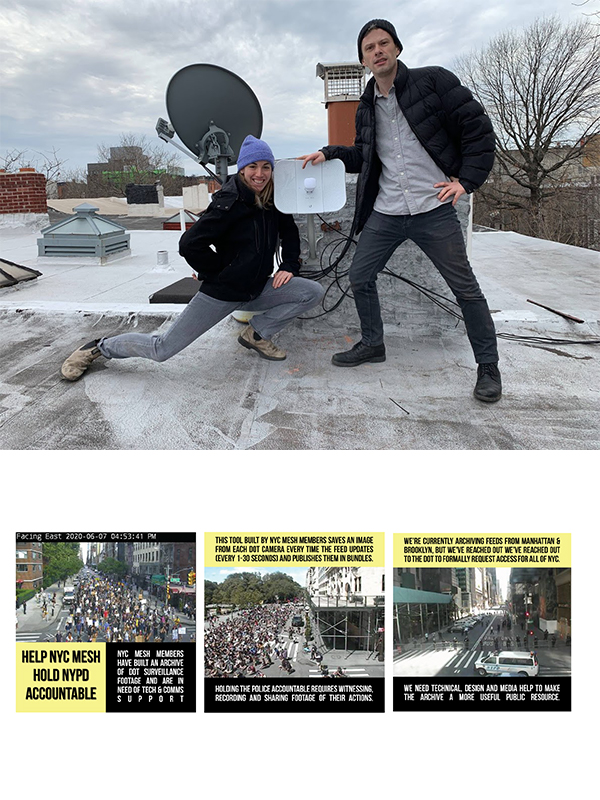 Facing East 2020-06-07 04:53:41 PM
HELP NYC MESH
HOLD NYPD
ACCOUNTABLE
NYC MESH MEMBERS
HAVE BUILT AN ARCHIVE
OF DOT SURVEILLANCE
FOOTAGE AND ARE IN
NEED OF TECH & COMMS
SUPPORT
THIS TOOL BUILT BY NYC MESH MEMBERS SAVES AN IMAGE
FROM EACH DOT CAMERA EVERY TIME THE FEED UPDATES
(EVERY 1-30 SECONDS) AND PUBLISHES THEM IN BUNDLES.
HOLDING THE POLICE ACCOUNTABLE REQUIRES WITNESSING,
RECORDING AND SHARING FOOTAGE OF THEIR ACTIONS.
WE'RE CURRENTLY ARCHIVING FEEDS FROM MANHATTAN &
BROOKLYN, BUT WE'VE REACHED OUT WE'VE REACHED OUT
TO THE DOT TO FORMALLY REQUEST ACCESS FOR ALL OF NYC.
WE NEED TECHNICAL, DESIGN AND MEDIA HELP TO MAKE
THE ARCHIVE A MORE USEFUL PUBLIC RESOURCE.